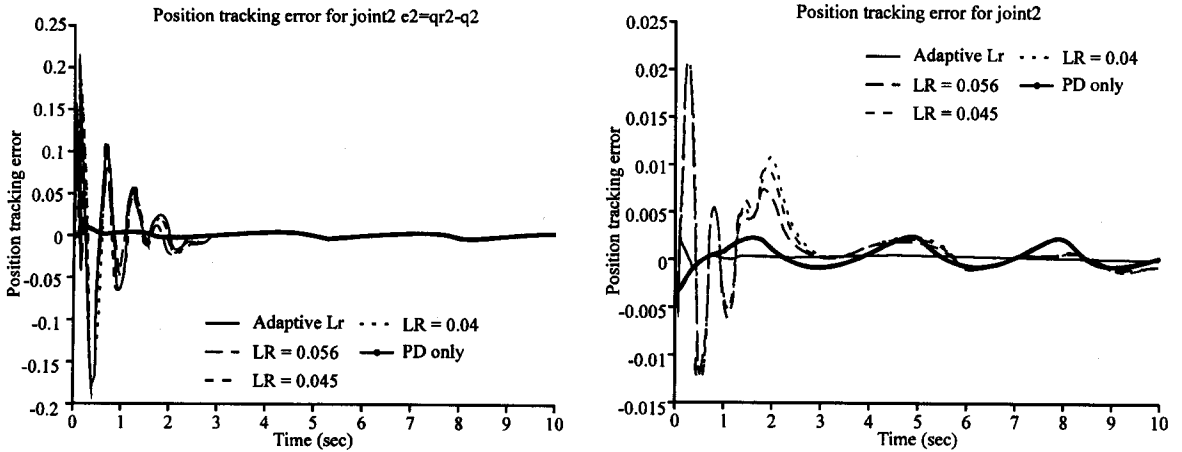 Position tracking error for joint2 e2=qr2-q2
0.25
0.2
0.15
0.1
0.05
0
-0.05
-0.1
-0.15
-0.2
Position tracking error
0 1 2 3 4 5 6 7 8 9 10
Time (sec)
Adaptive Lr
LR = 0.04
LR = 0.056
PD only
LR = 0.045
Position tracking error for joint2
0.025
0.02
0.015
0.010
0.005
0
-0.005
-0.01
-0.015
Position tracking error
0 1 2 3 4 5 6 7 8 9 10
Time (sec)
Adaptive Lr
LR = 0.04
LR = 0.056
PD only
LR = 0.045